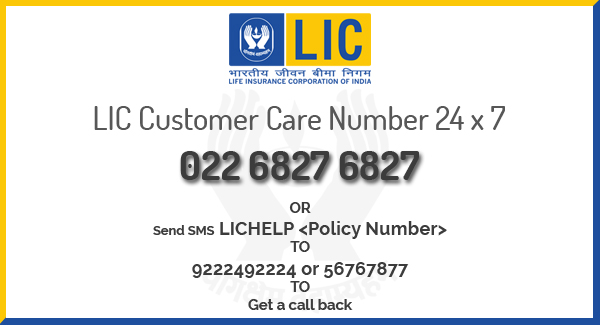 LIC
भारतीय जीवन बीमा निगम
LIFE INSURANCE CORPORATION OF INDIA
LIC Customer Care Number 24 x 7
022 6827 6827
OR
Send SMS LICHELP <Policy Number>
TO
9222492224 or 56767877
TO
Get a call back